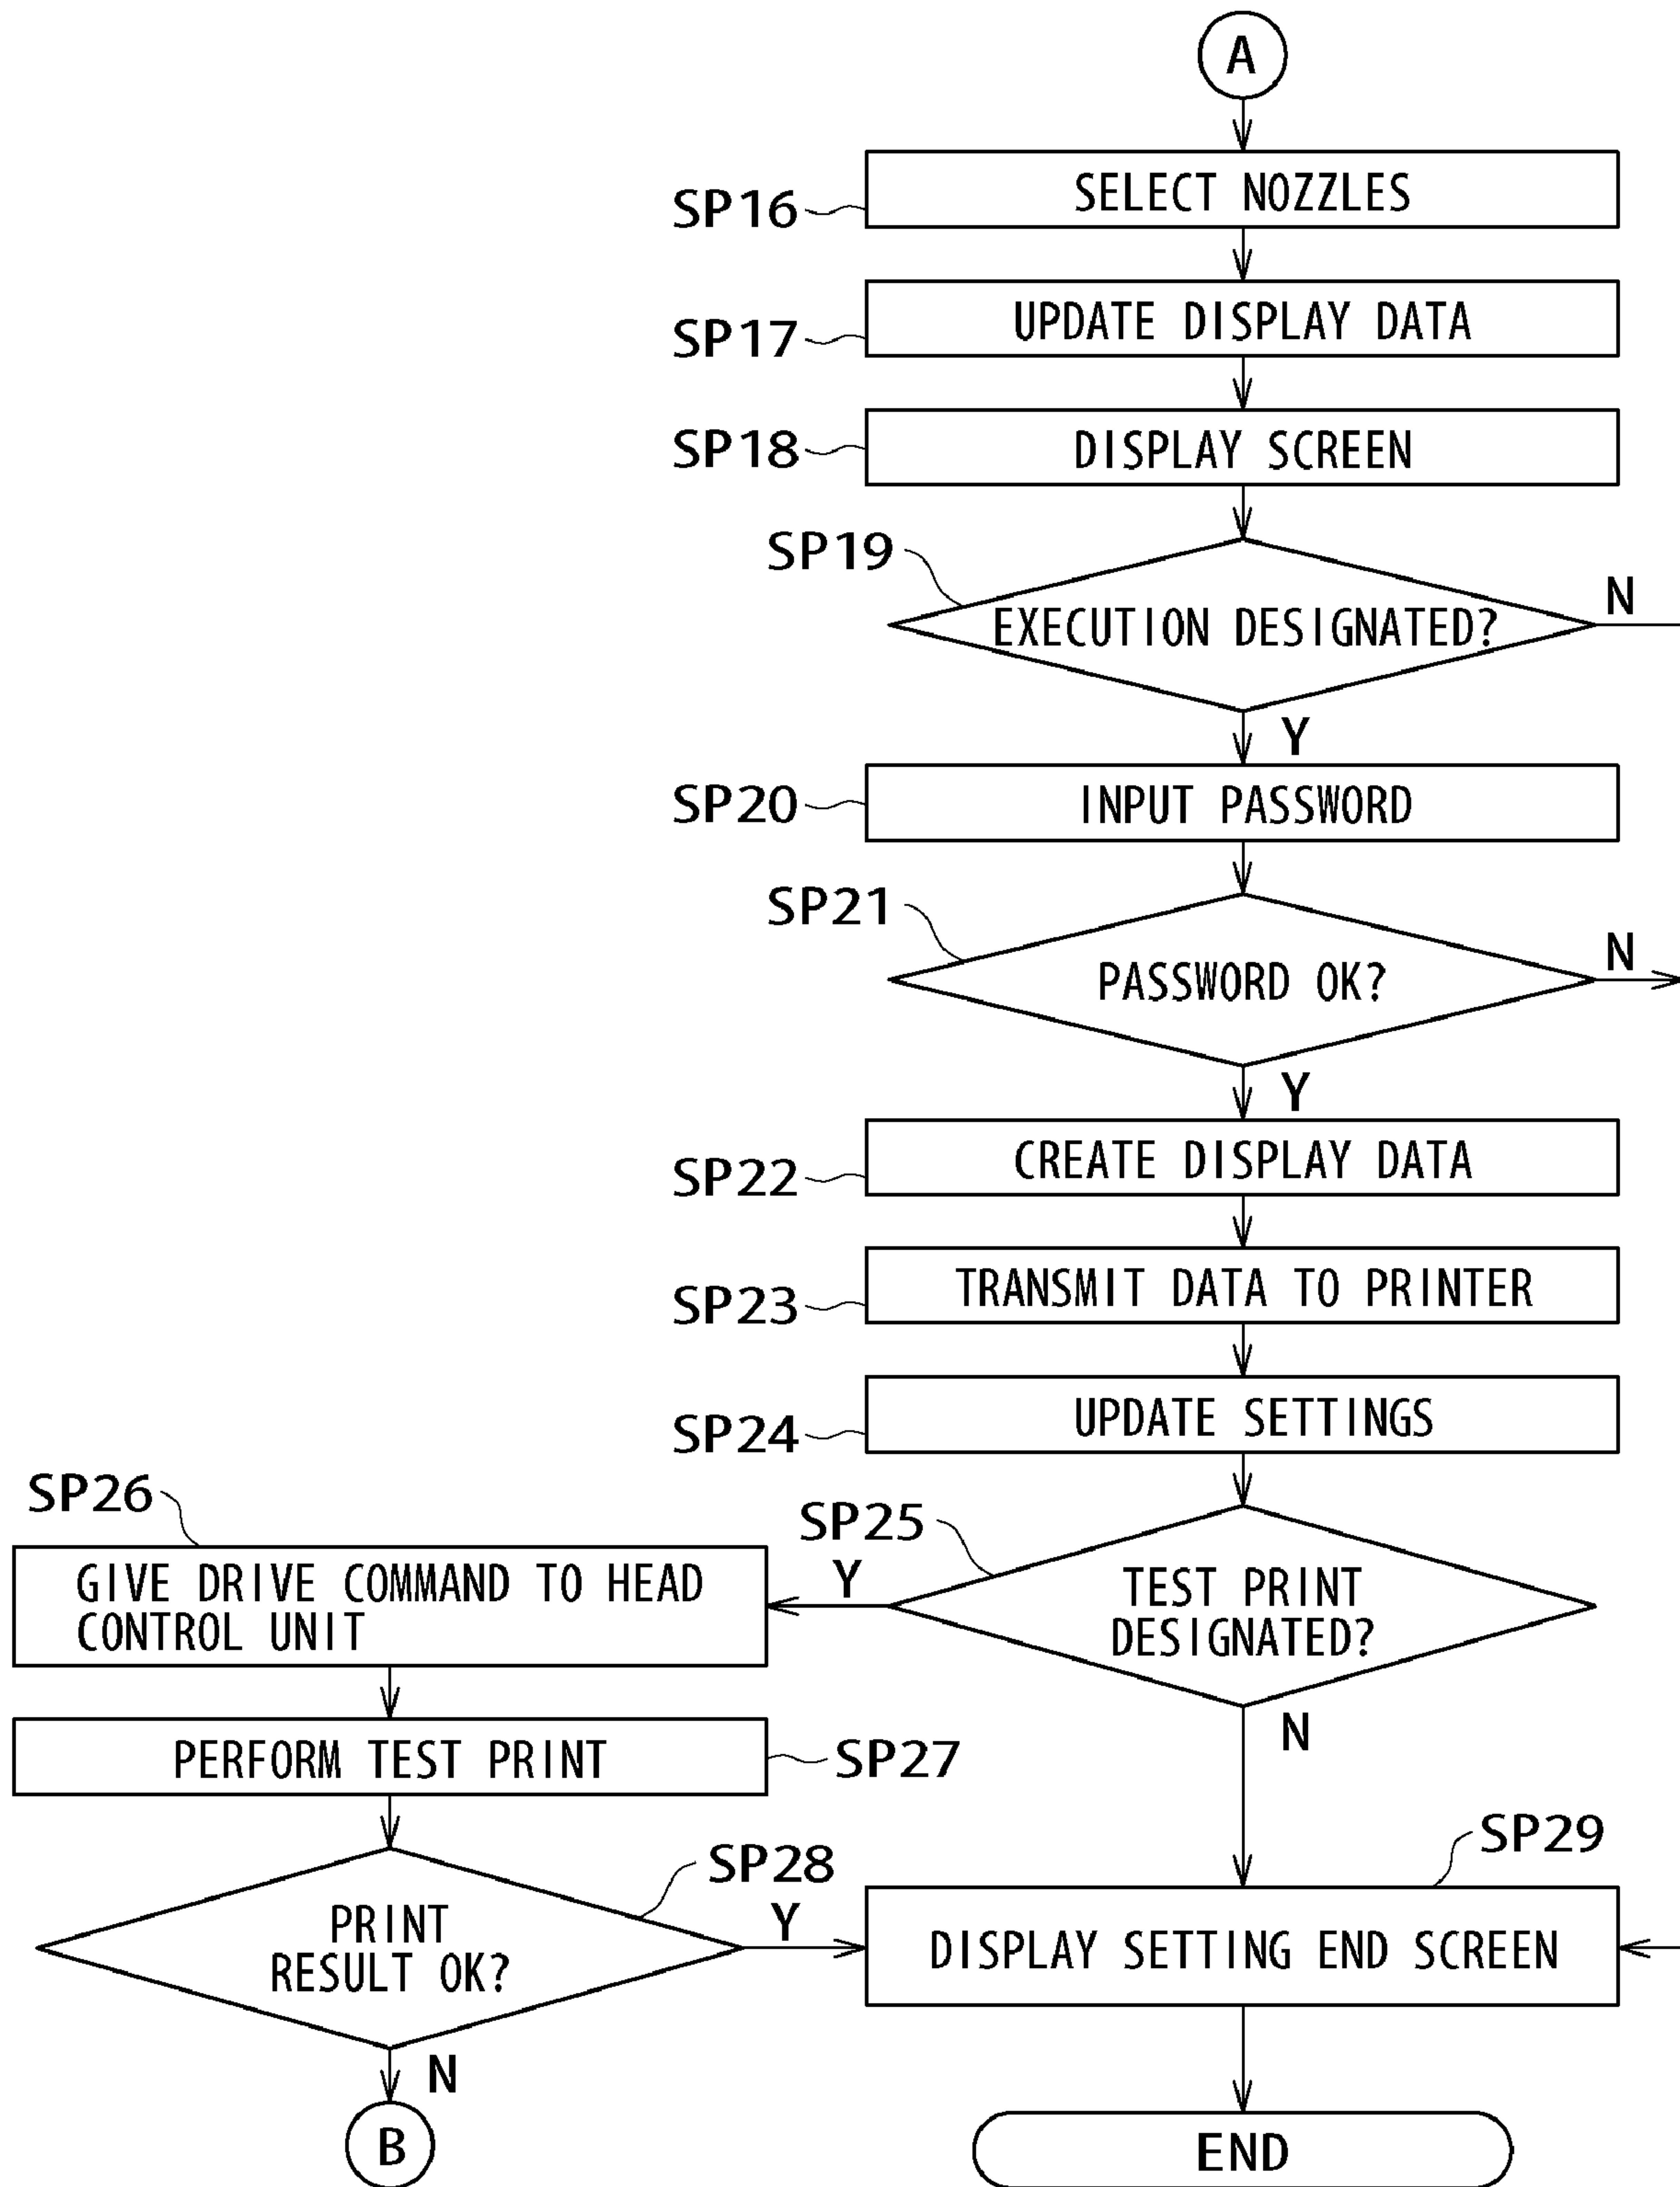 A
SP16
SELECT NOZZLES
SP17
UPDATE DISPLAY DATA
SP18
DISPLAY SCREEN
SP19
EXECUTION DESIGNATED?
N
Y
SP20
INPUT PASSWORD
SP21
PASSWORD OK?
N
Y
SP22
CREATE DISPLAY DATA
SP23
TRANSMIT DATA TO PRINTER
SP24
UPDATE SETTINGS
SP25
TEST PRINT
DESIGNATED?
Y
N
SP26
GIVE DRIVE COMMAND TO HEAD
CONTROL UNIT
PERFORM TEST PRINT
SP27
SP28
PRINT
RESULT OK?
Y
N
B
SP29
DISPLAY SETTING END SCREEN
END